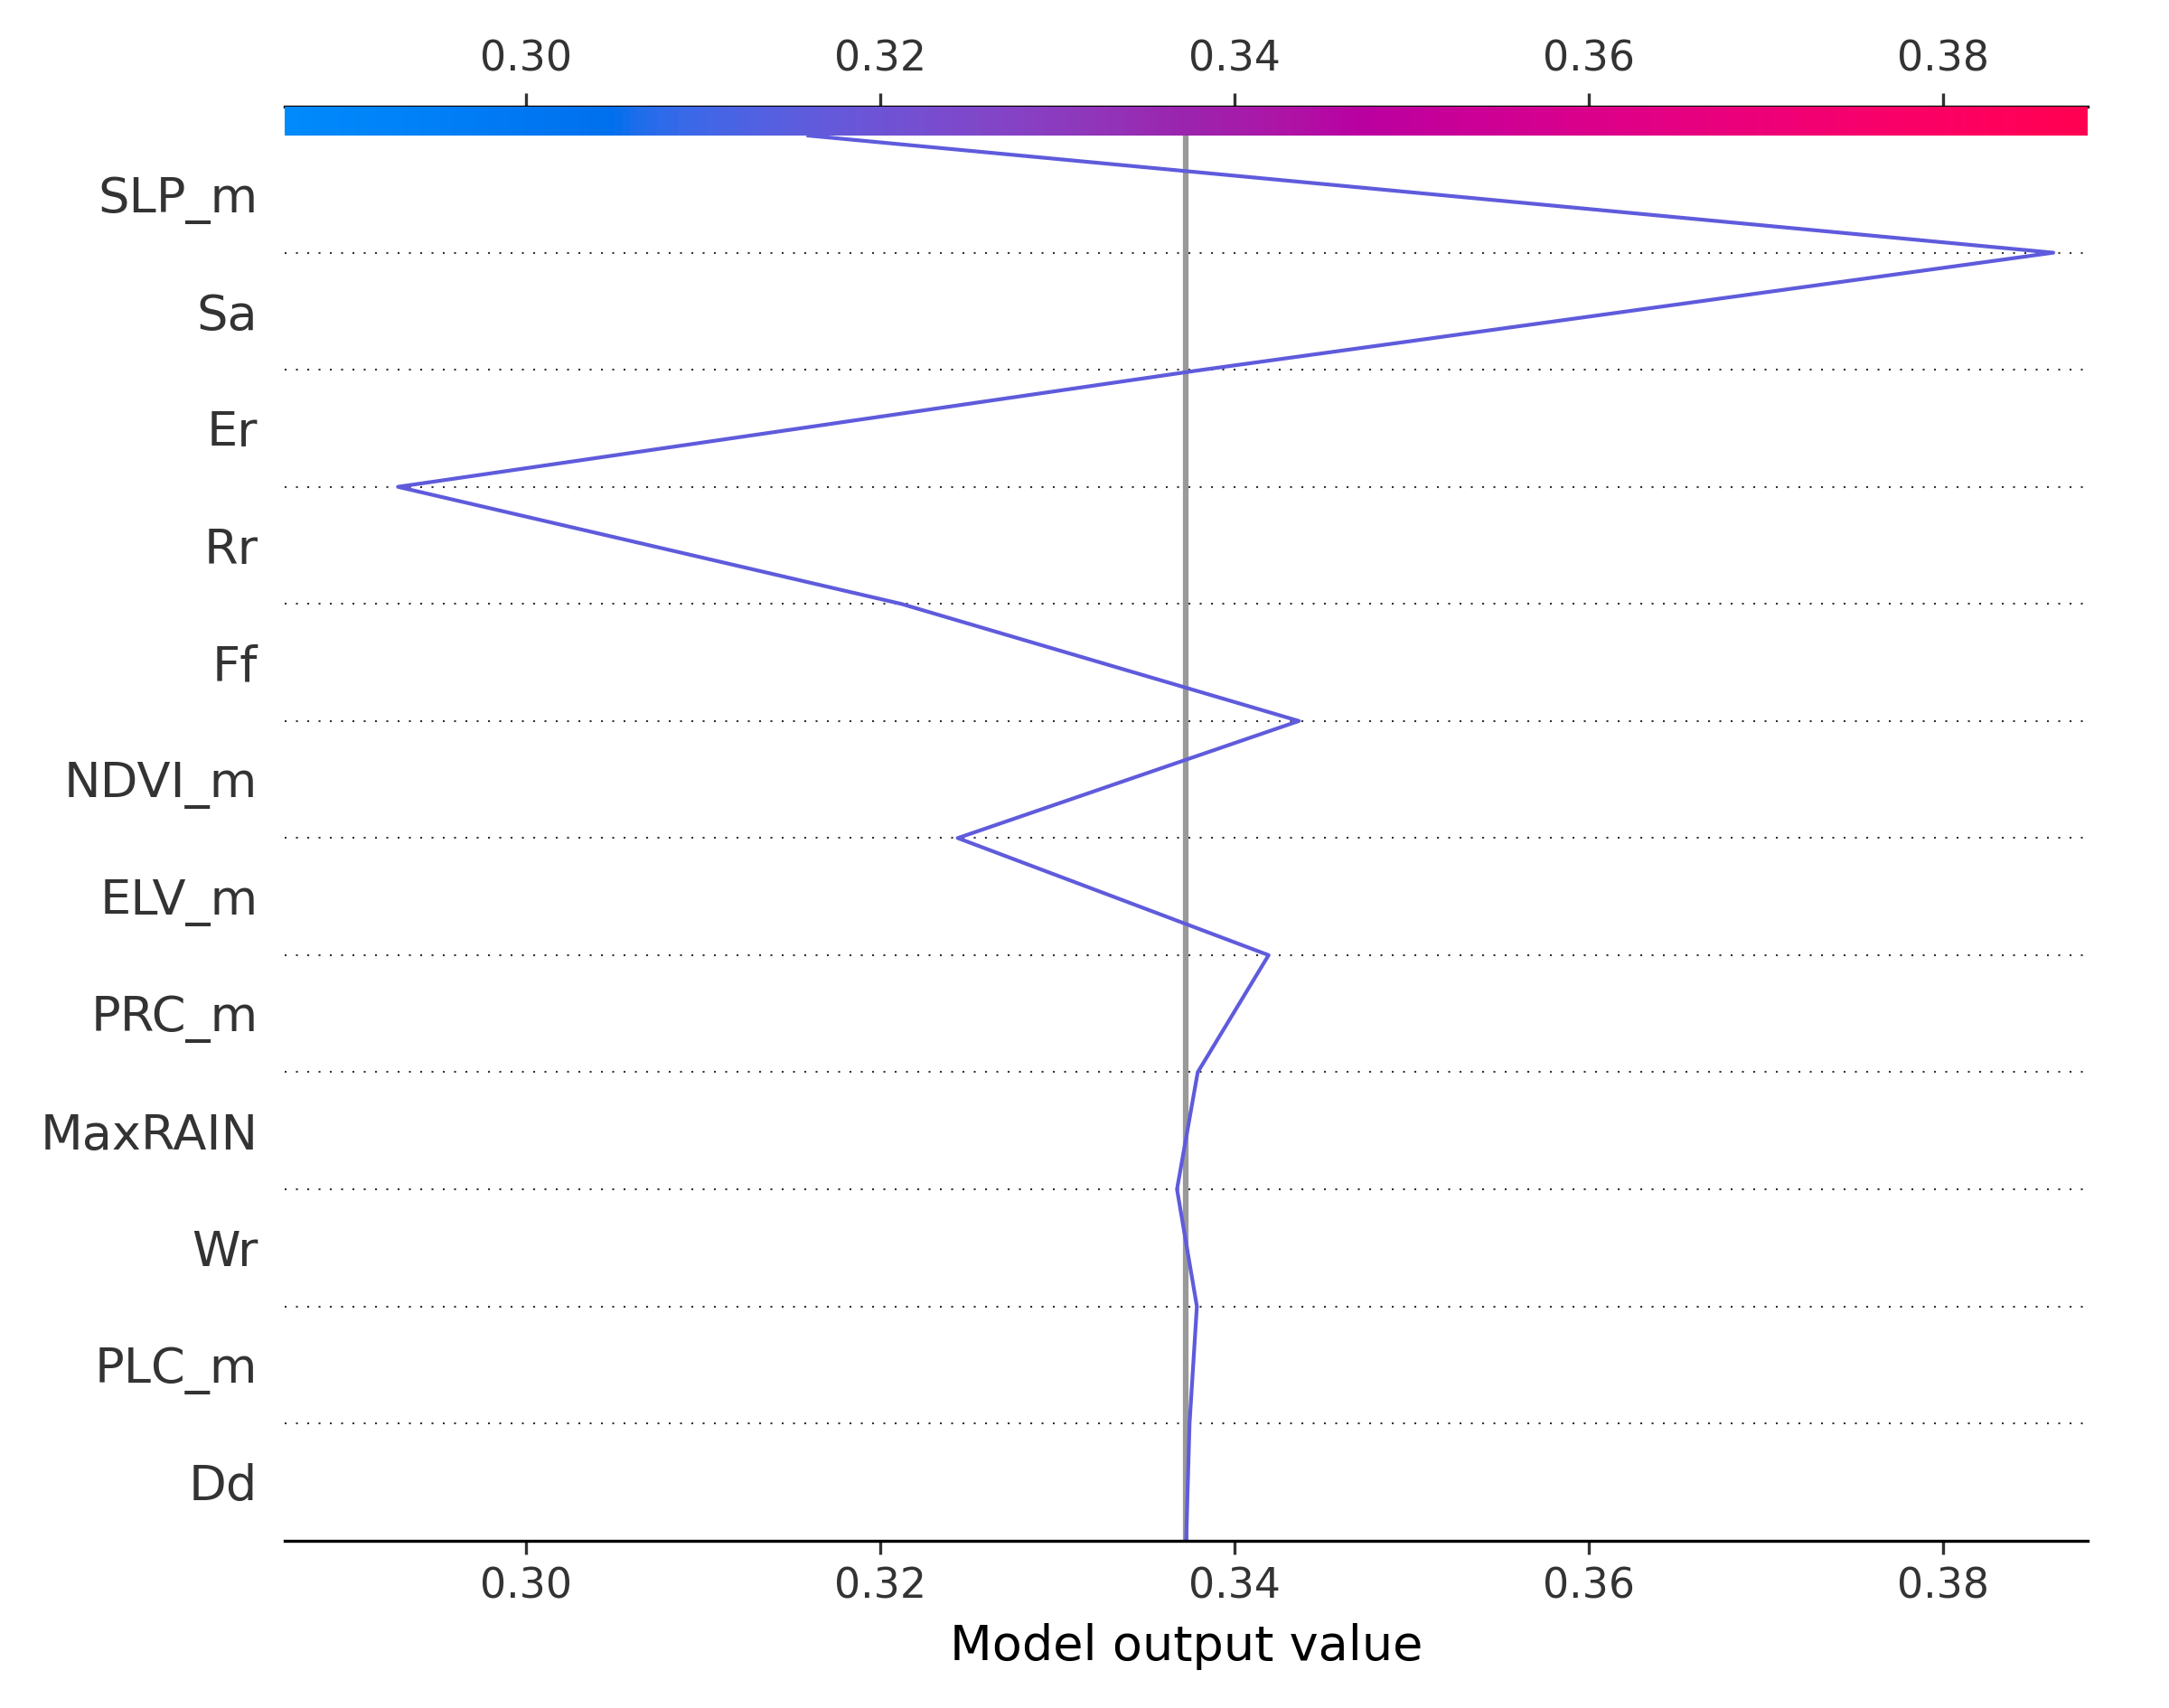 0.30 0.32 0.34 0.36 0.38
SLP_m
Sa
Er
Rr
Ff
NDVI_m
ELV_m
PRC_m
MaxRAIN
Wr
PLC_m
Dd
0.30 0.32 0.34 0.36 0.38
Model output value